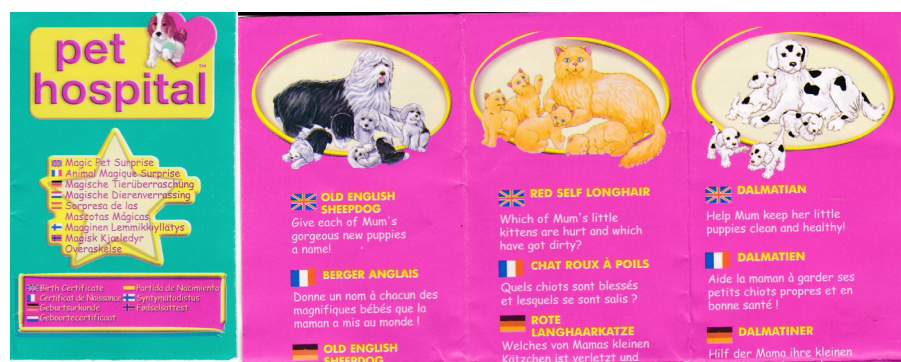 pet
hospital™
Magic Pet Surprise
Animal Magique Surprise
Magische Tierüberraschung
Magische Dierenverrassing
Sorpresa de las
Mascotas Mágicas
Maaginen Lemmikkiyllätys
Magisk Kjæledyr
Overaskelse
Birth Certificate
Certificat de Naissance
Geburtsurkunde
Geboortecertificaat
Partida de Nacimiento
Syntymätodistus
Fødselsattest
OLD ENGLISH
SHEEPDOG
Give each of Mum's
gorgeous new puppies
a name!
BERGER ANGLAIS
Donne un nom à chacun des
magnifiques bébés que la
maman a mis au monde !
OLD ENGLISH
SHEEPDOG
RED SELF LONGHAIR
Which of Mum's little
kittens are hurt and which
have got dirty?
CHAT ROUX À POILS
Quels chiots sont blessés
et lesquels se sont salis ?
ROTE
LANGHAARKATZE
Welches von Mamas kleinen
Kätzchen ist verletzt und
DALMATIAN
Help Mum keep her little
puppies clean and healthy!
DALMATIEN
Aide la maman à garder ses
petits chiots propres et en
bonne santé !
DALMATINER
Hilf der Mama ihre kleinen